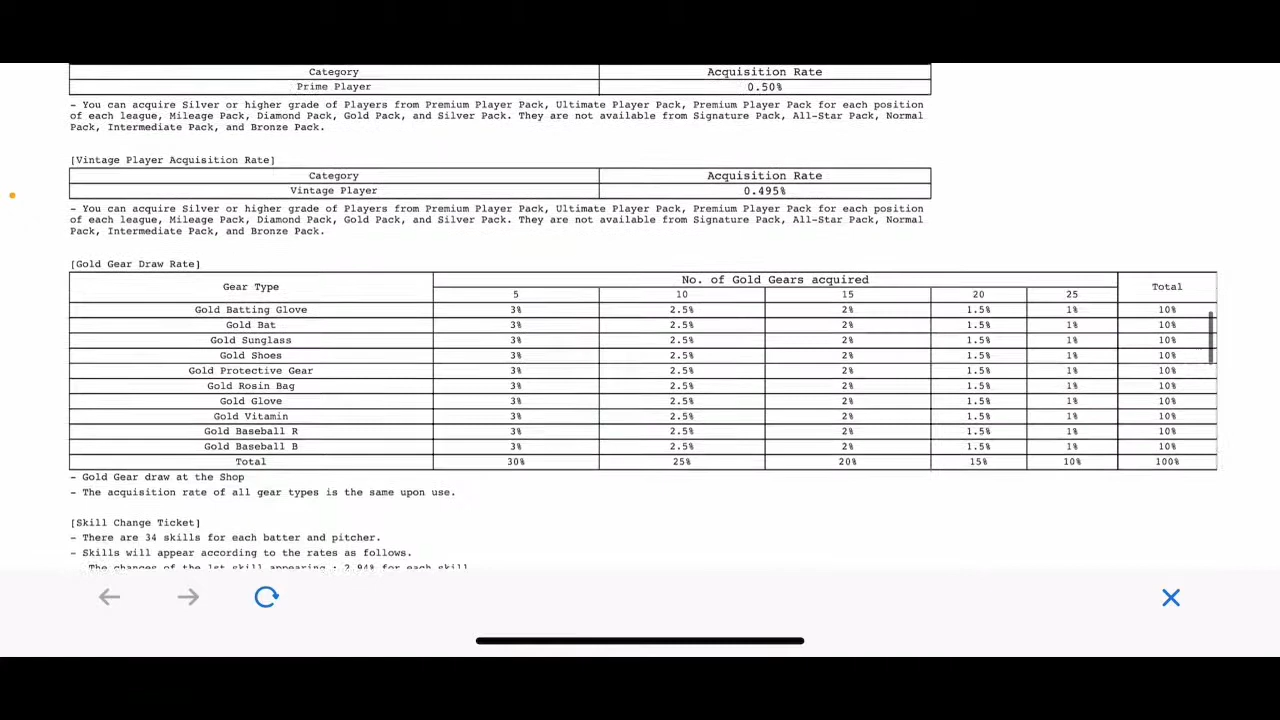 Category Acquisition Rate
Prime Player 0.50%
- You can acquire Silver or higher grade of Players from Premium Player Pack, Ultimate Player Pack, Premium Player Pack for each position
of each league, Mileage Pack, Diamond Pack, Gold Pack, and Silver Pack. They are not available from Signature Pack, All-Star Pack, Normal
Pack, Intermediate Pack, and Bronze Pack.
[Vintage Player Acquisition Rate]
Category Acquisition Rate
Vintage Player 0.495%
- You can acquire Silver or higher grade of Players from Premium Player Pack, Ultimate Player Pack, Premium Player Pack for each position
of each league, Mileage Pack, Diamond Pack, Gold Pack, and Silver Pack. They are not available from Signature Pack, All-Star Pack, Normal
Pack, Intermediate Pack, and Bronze Pack.
[Gold Gear Draw Rate]
Gear Type No. of Gold Gears acquired Total
5 10 15 20 25
Gold Batting Glove 3% 2.5% 2% 1.5% 1% 10%
Gold Bat 3% 2.5% 2% 1.5% 1% 10%
Gold Sunglass 3% 2.5% 2% 1.5% 1% 10%
Gold Shoes 3% 2.5% 2% 1.5% 1% 10%
Gold Protective Gear 3% 2.5% 2% 1.5% 1% 10%
Gold Rosin Bag 3% 2.5% 2% 1.5% 1% 10%
Gold Glove 3% 2.5% 2% 1.5% 1% 10%
Gold Vitamin 3% 2.5% 2% 1.5% 1% 10%
Gold Baseball R 3% 2.5% 2% 1.5% 1% 10%
Gold Baseball B 3% 2.5% 2% 1.5% 1% 10%
Total 30% 25% 20% 15% 10% 100%
- Gold Gear draw at the Shop
- The acquisition rate of all gear types is the same upon use.
[Skill Change Ticket]
- There are 34 skills for each batter and pitcher.
- Skills will appear according to the rates as follows.
The chances of the 1st skill appearing : 2.94% for each skill